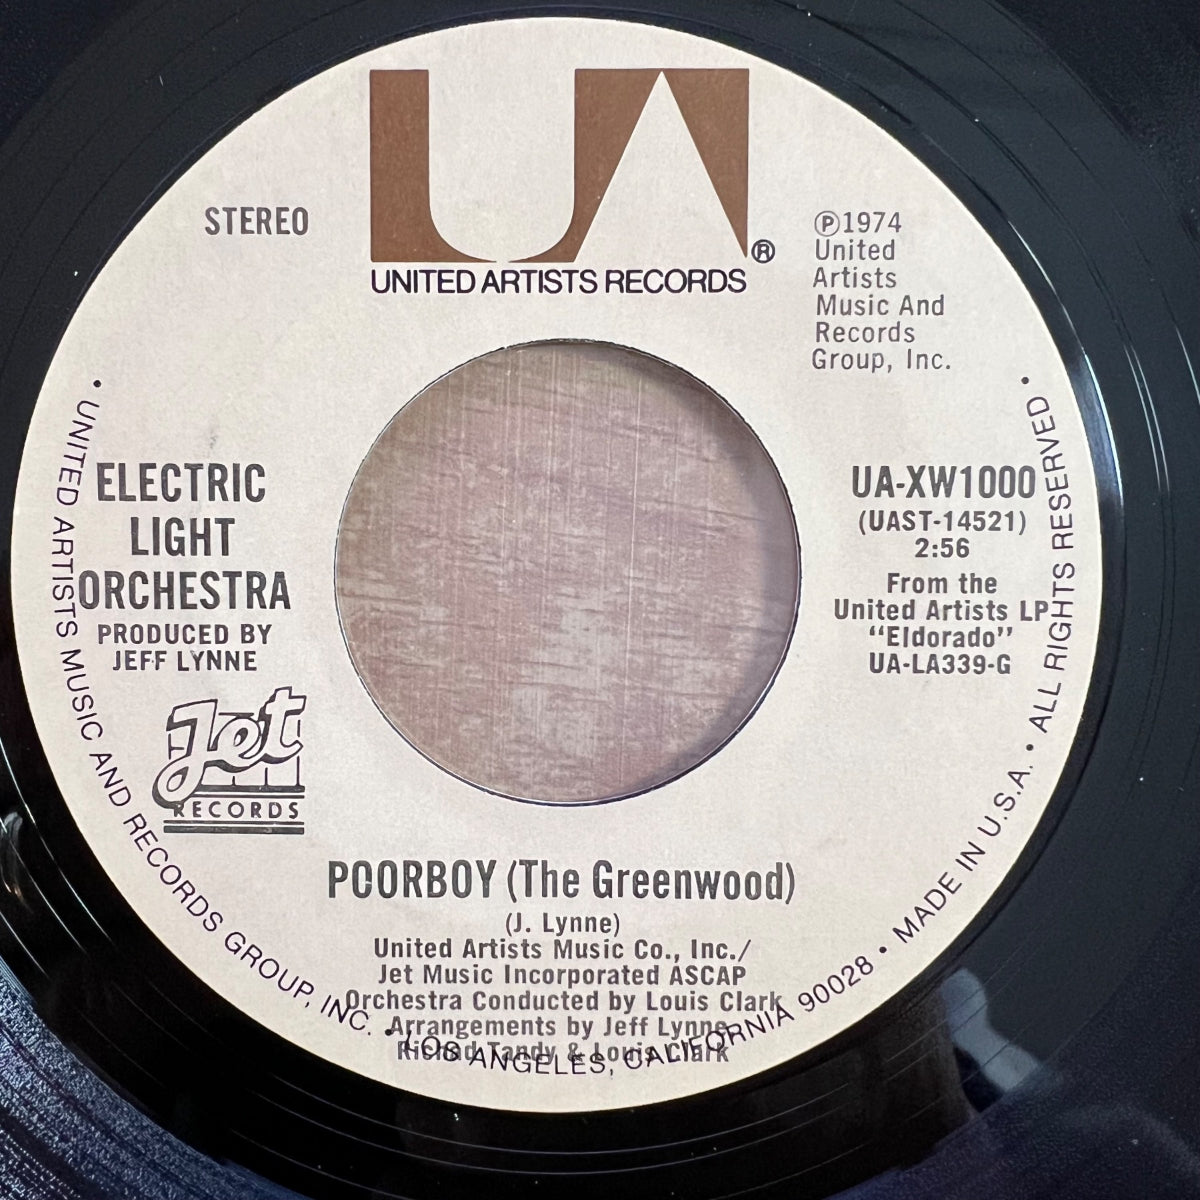 UA®
UNITED ARTISTS RECORDS
STEREO
℗1974
United
Artists
Music And
Records
Group, Inc.
ELECTRIC
LIGHT
ORCHESTRA
PRODUCED BY
JEFF LYNNE
Jet
RECORDS
UA-XW1000
(UAST-14521)
2:56
From the
United Artists LP
“Eldorado”
UA-LA339-G
POORBOY (The Greenwood)
(J. Lynne)
United Artists Music Co., Inc./
Jet Music Incorporated ASCAP
Orchestra Conducted by Louis Clark
Arrangements by Jeff Lynne
Richad Tandy & Louis Clark
• UNITED ARTISTS MUSIC AND RECORDS GROUP, INC. • LOS ANGELES, CALIFORNIA 90028 • MADE IN U.S.A. • ALL RIGHTS RESERVED •